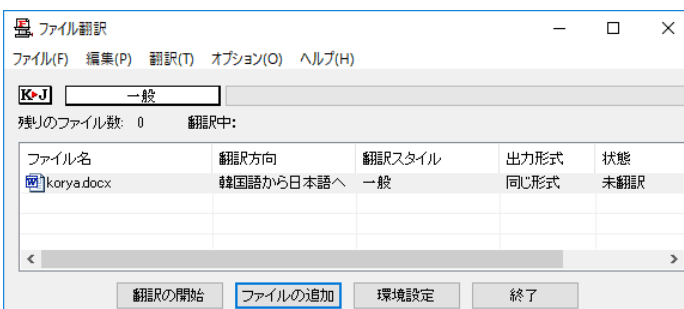 ファイル翻訳
ファイル(F) 編集(P) 翻訳(T) オプション(O) ヘルプ(H)
K▸J 一般
残りのファイル数: 0 翻訳中:
ファイル名 翻訳方向 翻訳スタイル 出力形式 状態
korya.docx 韓国語から日本語へ 一般 同じ形式 未翻訳
翻訳の開始 ファイルの追加 環境設定 終了